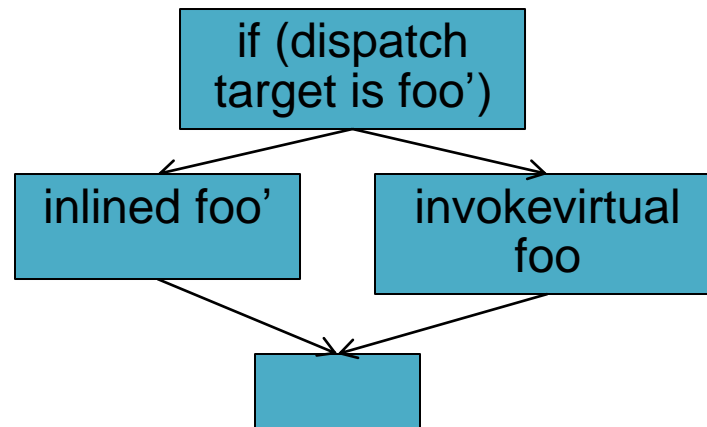 if (dispatch
target is foo’)
inlined foo’
invokevirtual
foo